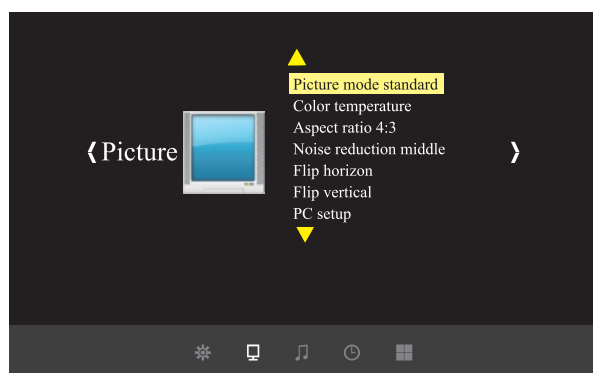 Picture
Picture mode standard
Color temperature
Aspect ratio 4:3
Noise reduction middle
Flip horizon
Flip vertical
PC setup